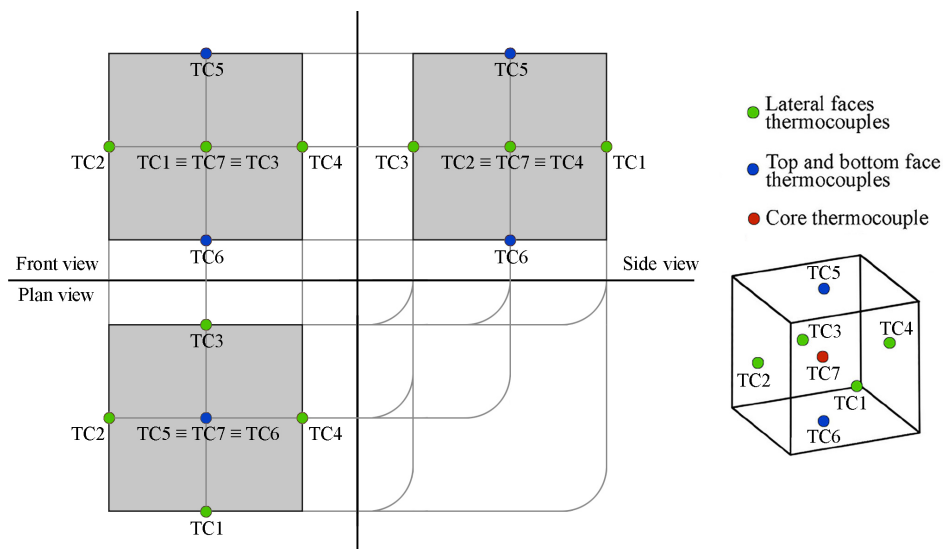 TC5
TC2
TC1 ≡ TC7 ≡ TC3
TC4
TC6
Front view
TC5
TC3
TC2 ≡ TC7 ≡ TC4
TC1
TC6
Side view
Plan view
TC3
TC2
TC5 ≡ TC7 ≡ TC6
TC4
TC1
Lateral faces
thermocouples
Top and bottom face
thermocouples
Core thermocouple
TC5
TC3
TC4
TC2
TC7
TC1
TC6